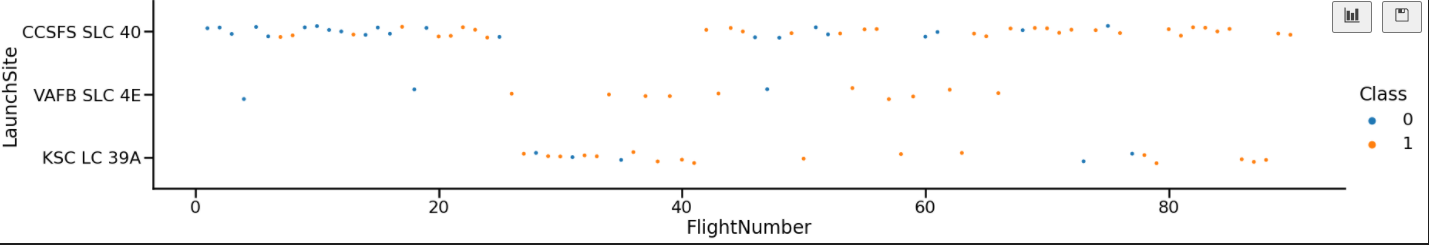 LaunchSite
CCSFS SLC 40
VAFB SLC 4E
KSC LC 39A
0 20 40 60 80
FlightNumber
Class
0
1